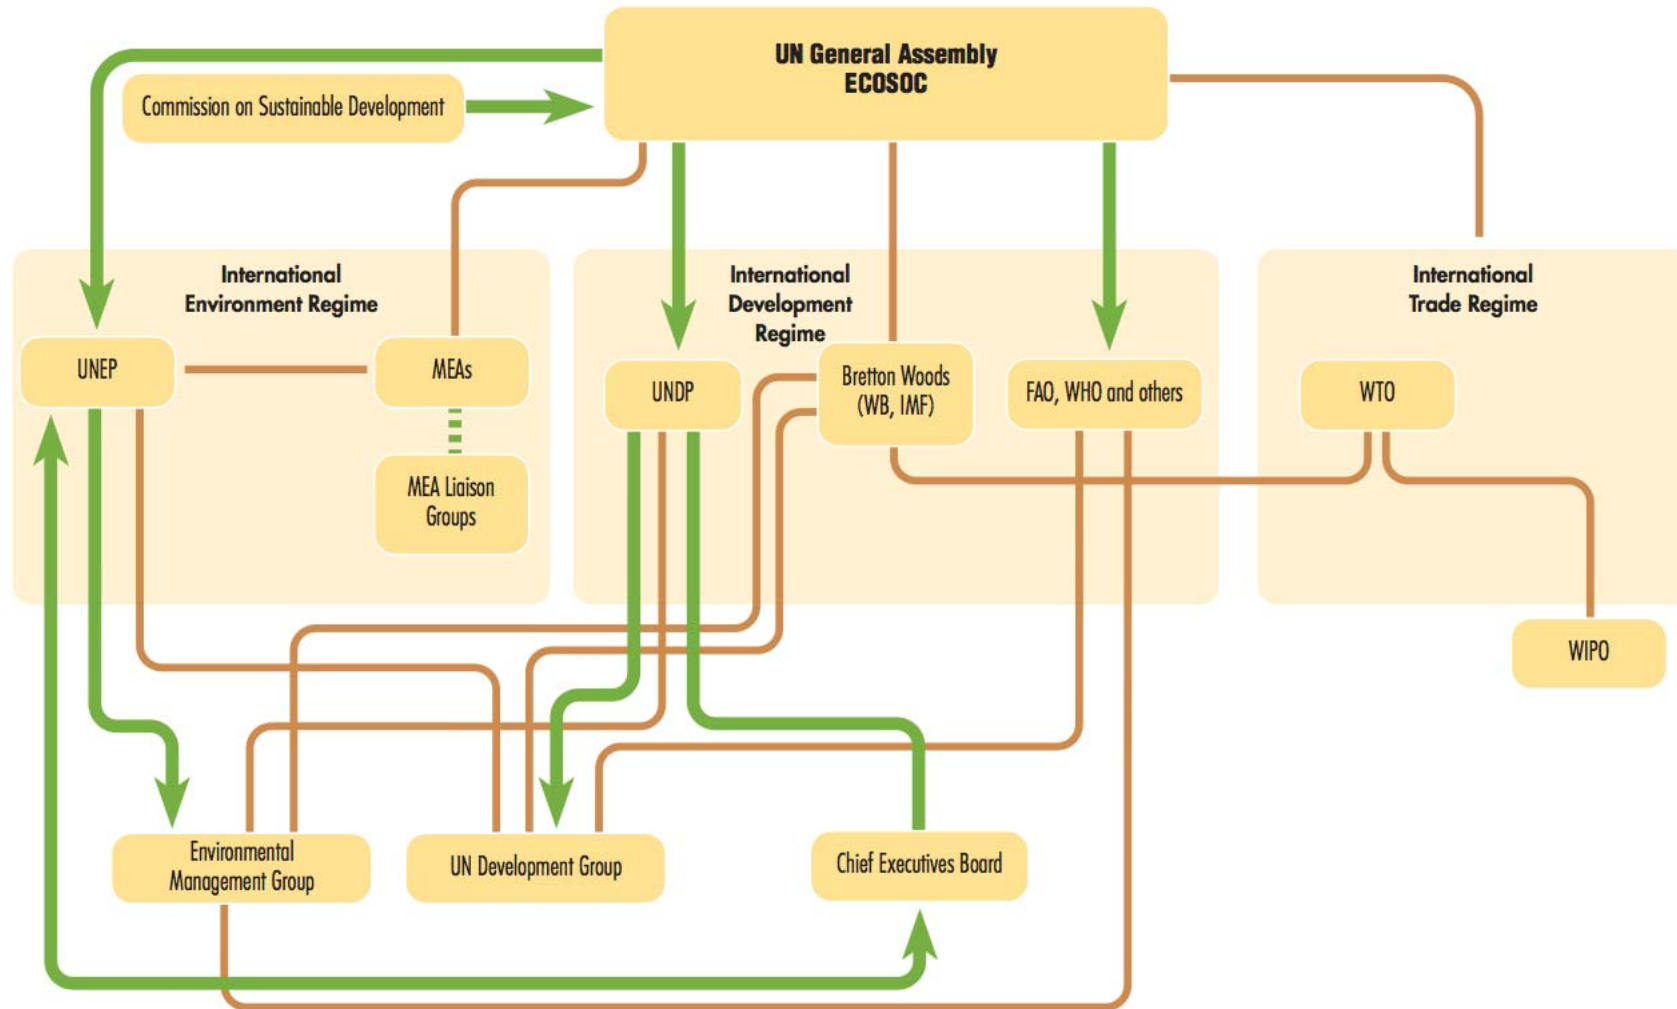 UN General Assembly
ECOSOC
Commission on Sustainable Development
International
Environment Regime
International
Development
Regime
International
Trade Regime
UNEP
MEAs
UNDP
Bretton Woods
(WB, IMF)
FAO, WHO and others
WTO
MEA Liaison
Groups
WIPO
Environmental
Management Group
UN Development Group
Chief Executives Board